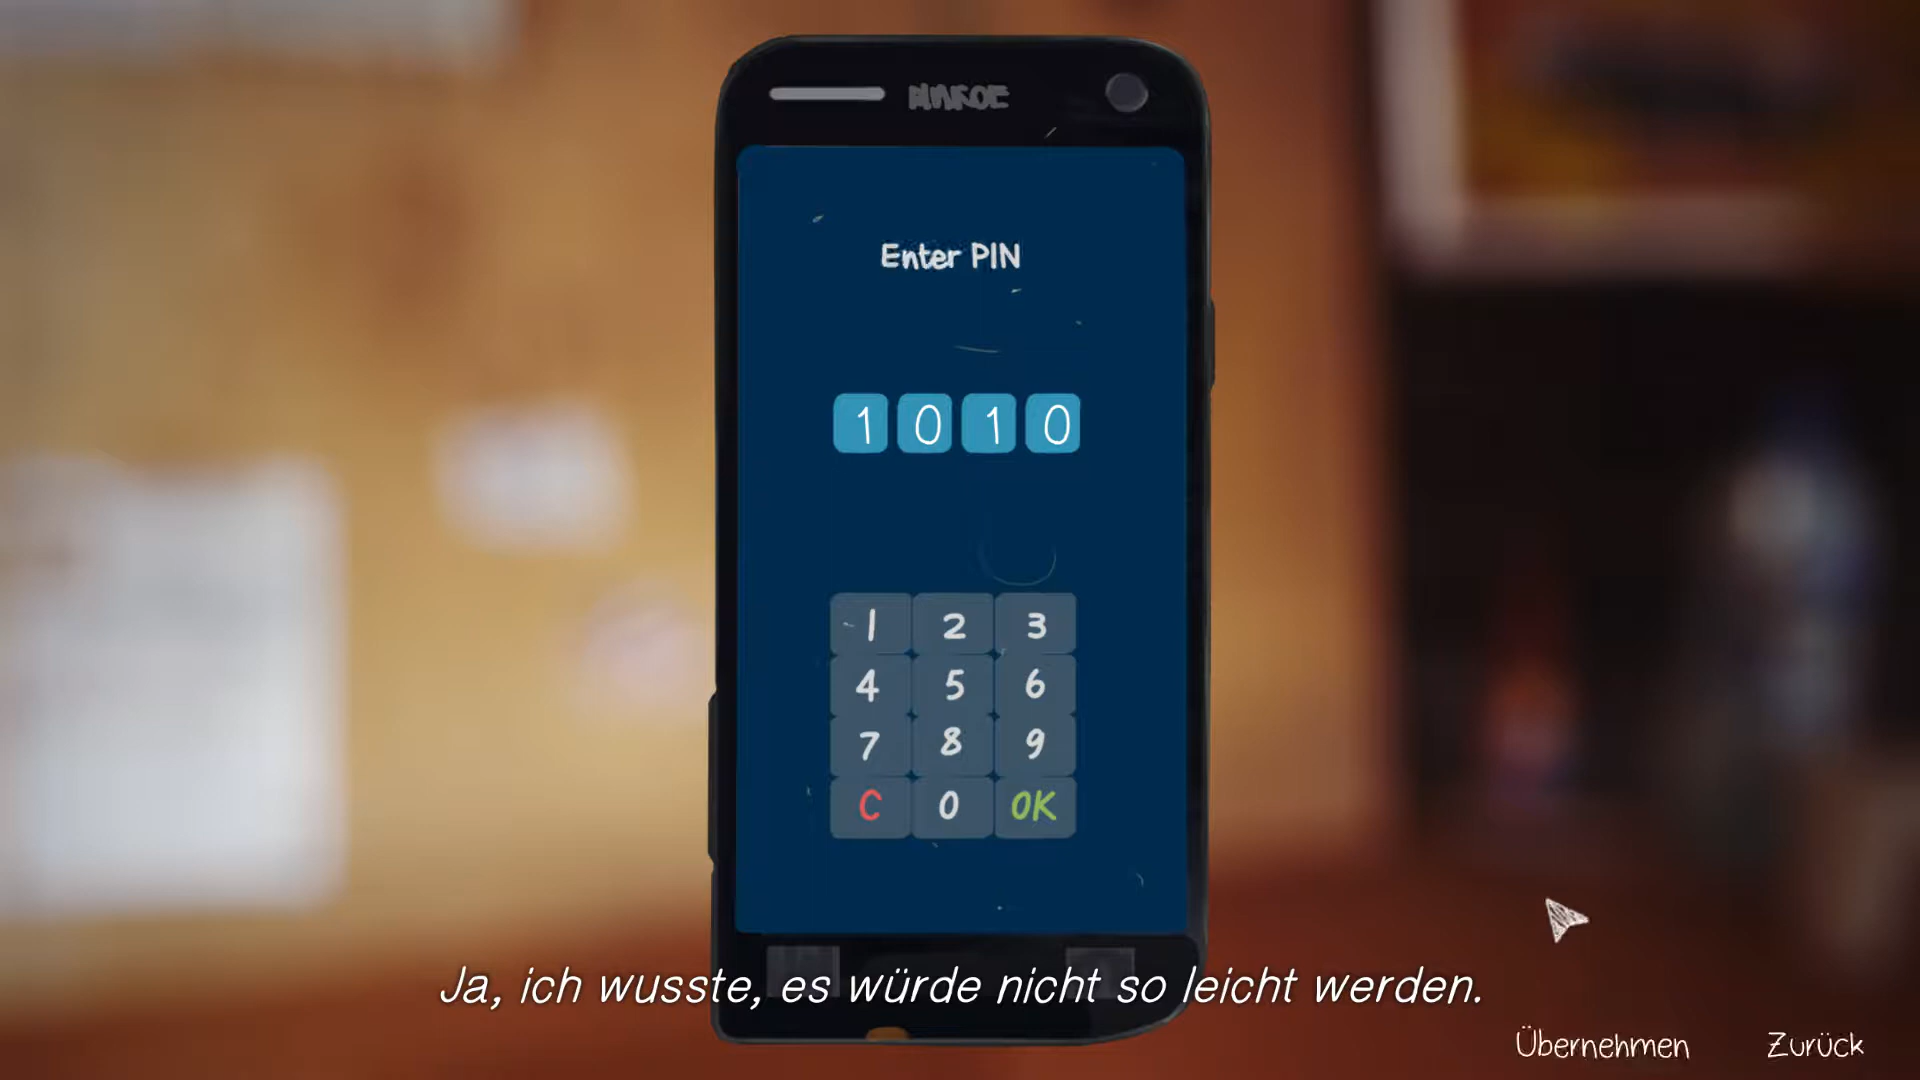 Enter PIN
1 0 1 0
1 2 3
4 5 6
7 8 9
C 0 OK
Ja, ich wusste, es würde nicht so leicht werden.
Übernehmen Zurück